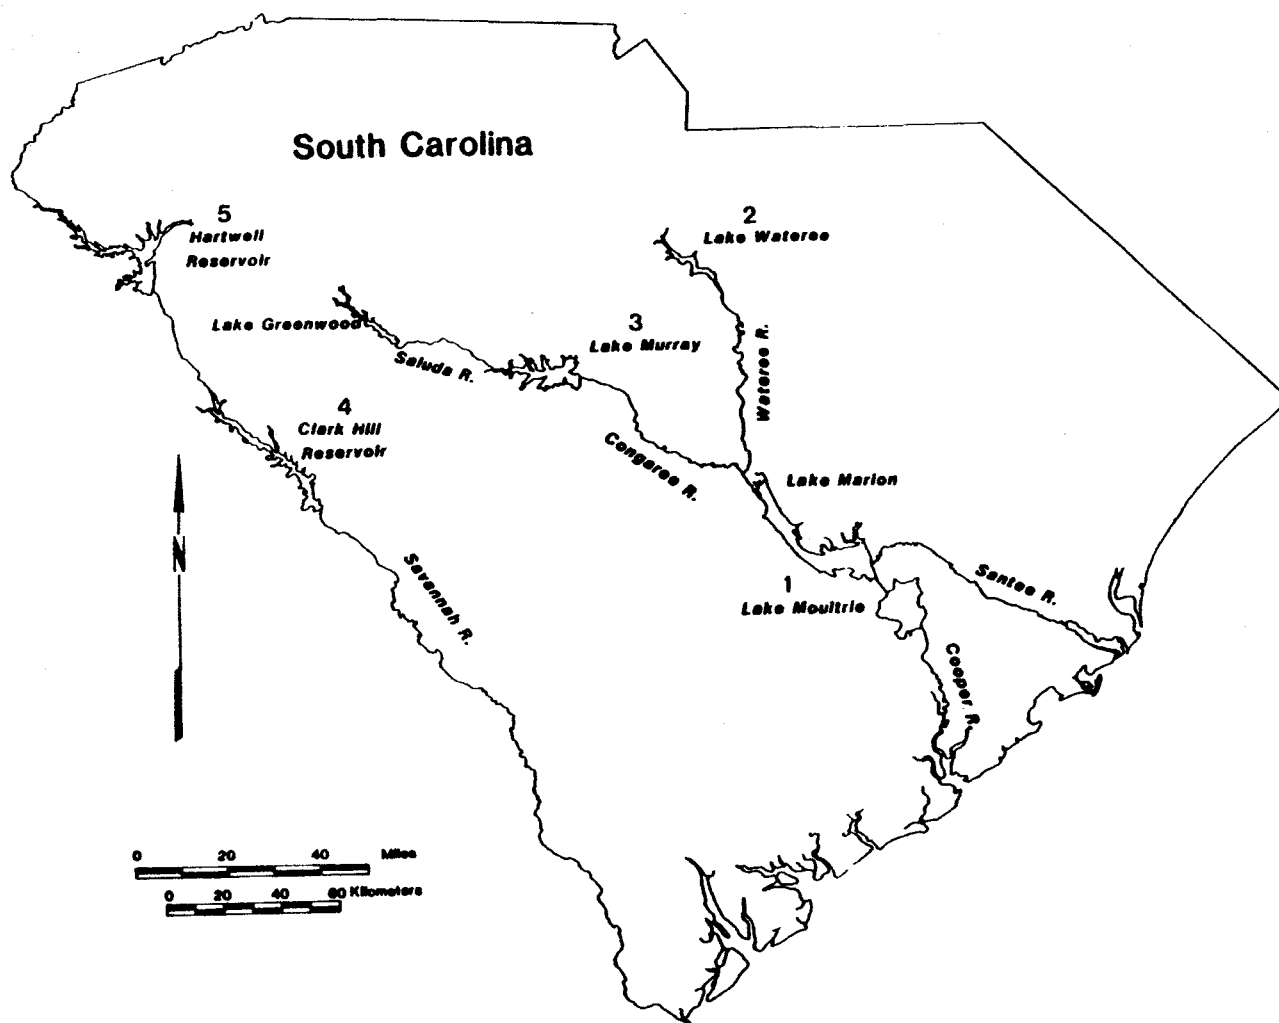 South Carolina
5
Hartwell
Reservoir
2
Lake Wateree
Lake Greenwood
3
Lake Murray
Saluda R.
Wateree R.
4
Clark Hill
Reservoir
Congaree R.
Lake Marion
N
Savannah R.
1
Lake Moultrie
Santee R.
Cooper R.
0 20 40 Miles
0 20 40 60 Kilometers